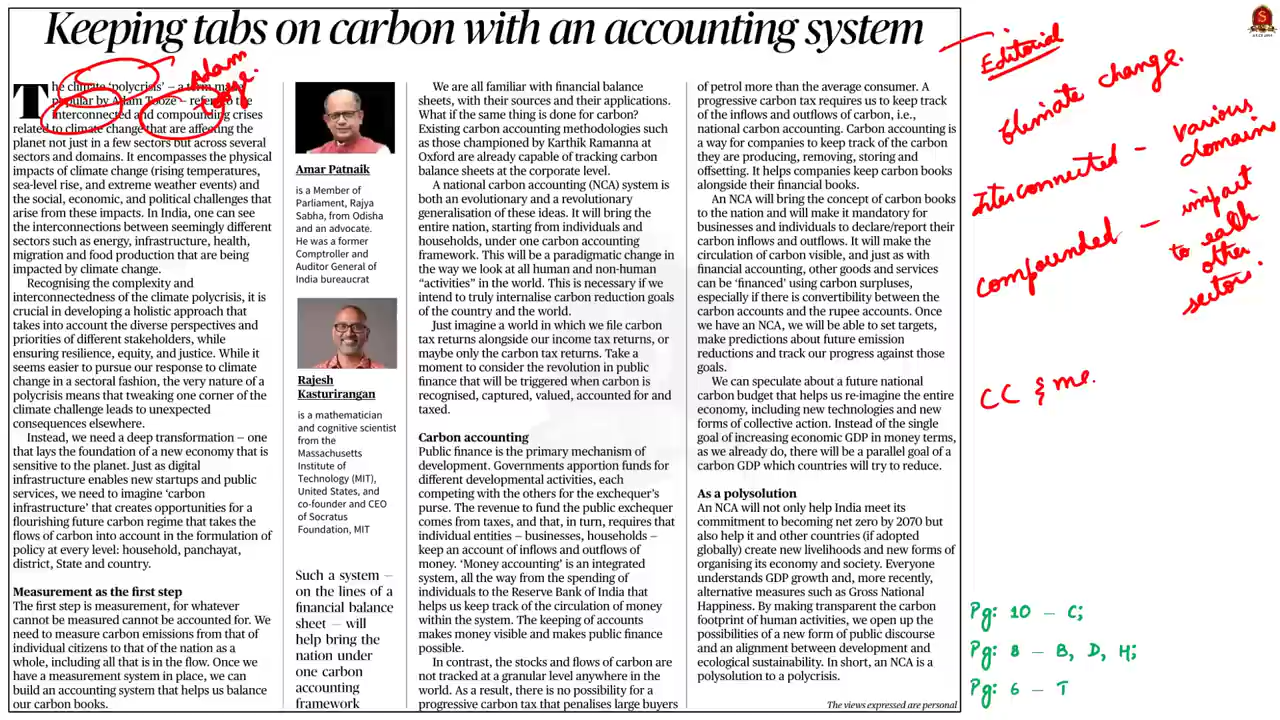 Keeping tabs on carbon with an accounting system
The climate 'polycrisis' — a term made
popular by Adam Tooze — refers to the
interconnected and compounding crises
related to climate change that are affecting the
planet not just in a few sectors but across several
sectors and domains. It encompasses the physical
impacts of climate change (rising temperatures,
sea-level rise, and extreme weather events) and
the social, economic, and political challenges that
arise from these impacts. In India, one can see
the interconnections between seemingly different
sectors such as energy, infrastructure, health,
migration and food production that are being
impacted by climate change.
Recognising the complexity and
interconnectedness of the climate polycrisis, it is
crucial in developing a holistic approach that
takes into account the diverse perspectives and
priorities of different stakeholders, while
ensuring resilience, equity, and justice. While it
seems easier to pursue our response to climate
change in a sectoral fashion, the very nature of a
polycrisis means that tweaking one corner of the
climate challenge leads to unexpected
consequences elsewhere.
Instead, we need a deep transformation — one
that lays the foundation of a new economy that is
sensitive to the planet. Just as digital
infrastructure enables new startups and public
services, we need to imagine 'carbon
infrastructure' that creates opportunities for a
flourishing future carbon regime that takes the
flows of carbon into account in the formulation of
policy at every level: household, panchayat,
district, State and country.
Measurement as the first step
The first step is measurement, for whatever
cannot be measured cannot be accounted for. We
need to measure carbon emissions from that of
individual citizens to that of the nation as a
whole, including all that is in the flow. Once we
have a measurement system in place, we can
build an accounting system that helps us balance
our carbon books.
Adam
Tooze.
Amar Patnaik
is a Member of
Parliament, Rajya
Sabha, from Odisha
and an advocate.
He was a former
Comptroller and
Auditor General of
India bureaucrat
Rajesh
Kasturirangan
is a mathematician
and cognitive scientist
from the
Massachusetts
Institute of
Technology (MIT),
United States, and
co-founder and CEO
of Socratus
Foundation, MIT
Such a system —
on the lines of a
financial balance
sheet — will
help bring the
nation under
one carbon
accounting
framework
We are all familiar with financial balance
sheets, with their sources and their applications.
What if the same thing is done for carbon?
Existing carbon accounting methodologies such
as those championed by Karthik Ramanna at
Oxford are already capable of tracking carbon
balance sheets at the corporate level.
A national carbon accounting (NCA) system is
both an evolutionary and a revolutionary
generalisation of these ideas. It will bring the
entire nation, starting from individuals and
households, under one carbon accounting
framework. This will be a paradigmatic change in
the way we look at all human and non-human
"activities" in the world. This is necessary if we
intend to truly internalise carbon reduction goals
of the country and the world.
Just imagine a world in which we file carbon
tax returns alongside our income tax returns, or
maybe only the carbon tax returns. Take a
moment to consider the revolution in public
finance that will be triggered when carbon is
recognised, captured, valued, accounted for and
taxed.
Carbon accounting
Public finance is the primary mechanism of
development. Governments apportion funds for
different developmental activities, each
competing with the others for the exchequer's
purse. The revenue to fund the public exchequer
comes from taxes, and that, in turn, requires that
individual entities — businesses, households —
keep an account of inflows and outflows of
money. 'Money accounting' is an integrated
system, all the way from the spending of
individuals to the Reserve Bank of India that
helps us keep track of the circulation of money
within the system. The keeping of accounts
makes money visible and makes public finance
possible.
In contrast, the stocks and flows of carbon are
not tracked at a granular level anywhere in the
world. As a result, there is no possibility for a
progressive carbon tax that penalises large buyers
of petrol more than the average consumer. A
progressive carbon tax requires us to keep track
of the inflows and outflows of carbon, i.e.,
national carbon accounting. Carbon accounting is
a way for companies to keep track of the carbon
they are producing, removing, storing and
offsetting. It helps companies keep carbon books
alongside their financial books.
An NCA will bring the concept of carbon books
to the nation and will make it mandatory for
businesses and individuals to declare/report their
carbon inflows and outflows. It will make the
circulation of carbon visible, and just as with
financial accounting, other goods and services
can be 'financed' using carbon surpluses,
especially if there is convertibility between the
carbon accounts and the rupee accounts. Once
we have an NCA, we will be able to set targets,
make predictions about future emission
reductions and track our progress against those
goals.
We can speculate about a future national
carbon budget that helps us re-imagine the entire
economy, including new technologies and new
forms of collective action. Instead of the single
goal of increasing economic GDP in money terms,
as we already do, there will be a parallel goal of a
carbon GDP which countries will try to reduce.
As a polysolution
An NCA will not only help India meet its
commitment to becoming net zero by 2070 but
also help it and other countries (if adopted
globally) create new livelihoods and new forms of
organising its economy and society. Everyone
understands GDP growth and, more recently,
alternative measures such as Gross National
Happiness. By making transparent the carbon
footprint of human activities, we open up the
possibilities of a new form of public discourse
and an alignment between development and
ecological sustainability. In short, an NCA is a
polysolution to a polycrisis.
The views expressed are personal
Editorial
Climate change.
Interconnected — various
domains
Compounded — impact
to each
other
sectors.
CC & me.
Pg: 10 — C;
Pg: 8 — B, D, H;
Pg: 6 — T